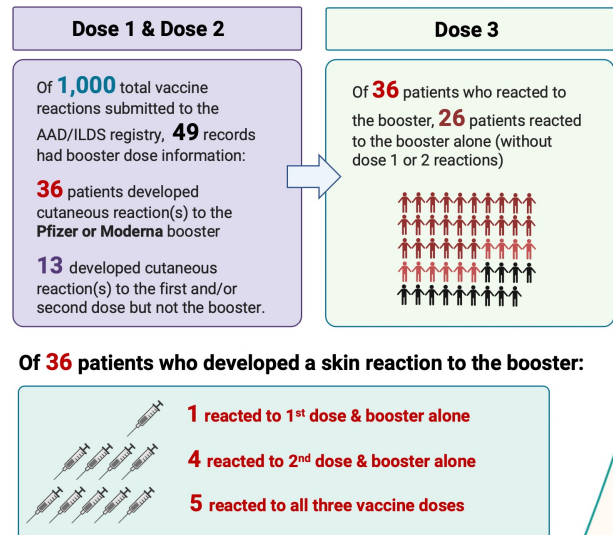 Dose 1 & Dose 2
Of 1,000 total vaccine
reactions submitted to the
AAD/ILDS registry, 49 records
had booster dose information:
36 patients developed
cutaneous reaction(s) to the
Pfizer or Moderna booster
13 developed cutaneous
reaction(s) to the first and/or
second dose but not the booster.
Dose 3
Of 36 patients who reacted to
the booster, 26 patients reacted
to the booster alone (without
dose 1 or 2 reactions)
Of 36 patients who developed a skin reaction to the booster:
1 reacted to 1st dose & booster alone
4 reacted to 2nd dose & booster alone
5 reacted to all three vaccine doses